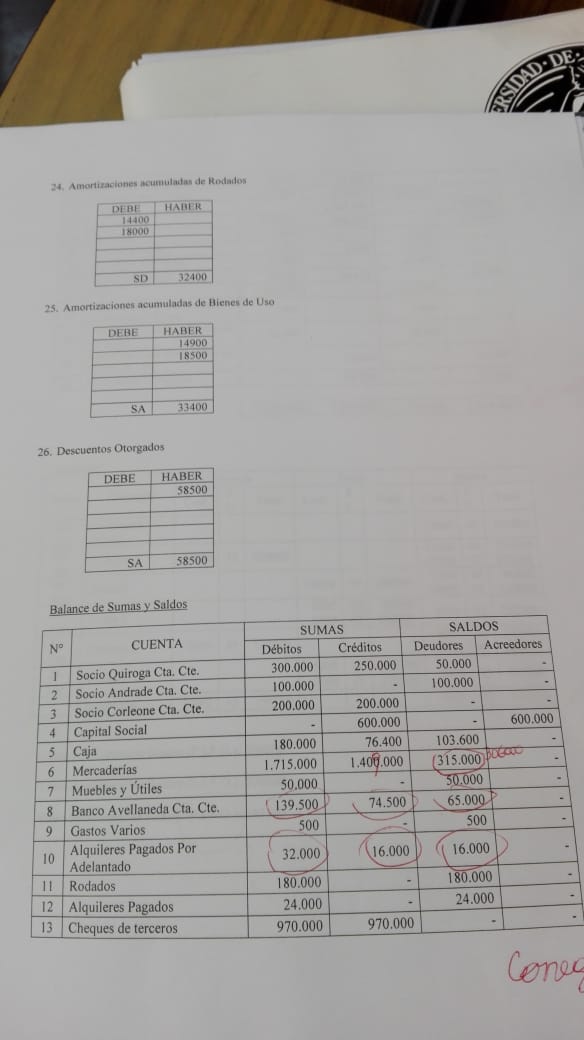 ERSIDAD·DE·
24. Amortizaciones acumuladas de Rodados
DEBE HABER
14400
18000
SD 32400
25. Amortizaciones acumuladas de Bienes de Uso
DEBE HABER
14900
18500
SA 33400
26. Descuentos Otorgados
DEBE HABER
58500
SA 58500
Balance de Sumas y Saldos
N° CUENTA SUMAS SALDOS
Débitos Créditos Deudores Acreedores
1 Socio Quiroga Cta. Cte. 300.000 250.000 50.000 -
2 Socio Andrade Cta. Cte. 100.000 - 100.000 -
3 Socio Corleone Cta. Cte. 200.000 200.000 - -
4 Capital Social - 600.000 - 600.000
5 Caja 180.000 76.400 103.600 -
6 Mercaderías 1.715.000 1.400.000 315.000 -
7 Muebles y Útiles 50.000 - 50.000 -
8 Banco Avellaneda Cta. Cte. 139.500 74.500 65.000 -
9 Gastos Varios 500 - 500 -
10 Alquileres Pagados Por Adelantado 32.000 16.000 16.000 -
11 Rodados 180.000 - 180.000 -
12 Alquileres Pagados 24.000 - 24.000 -
13 Cheques de terceros 970.000 970.000 - -